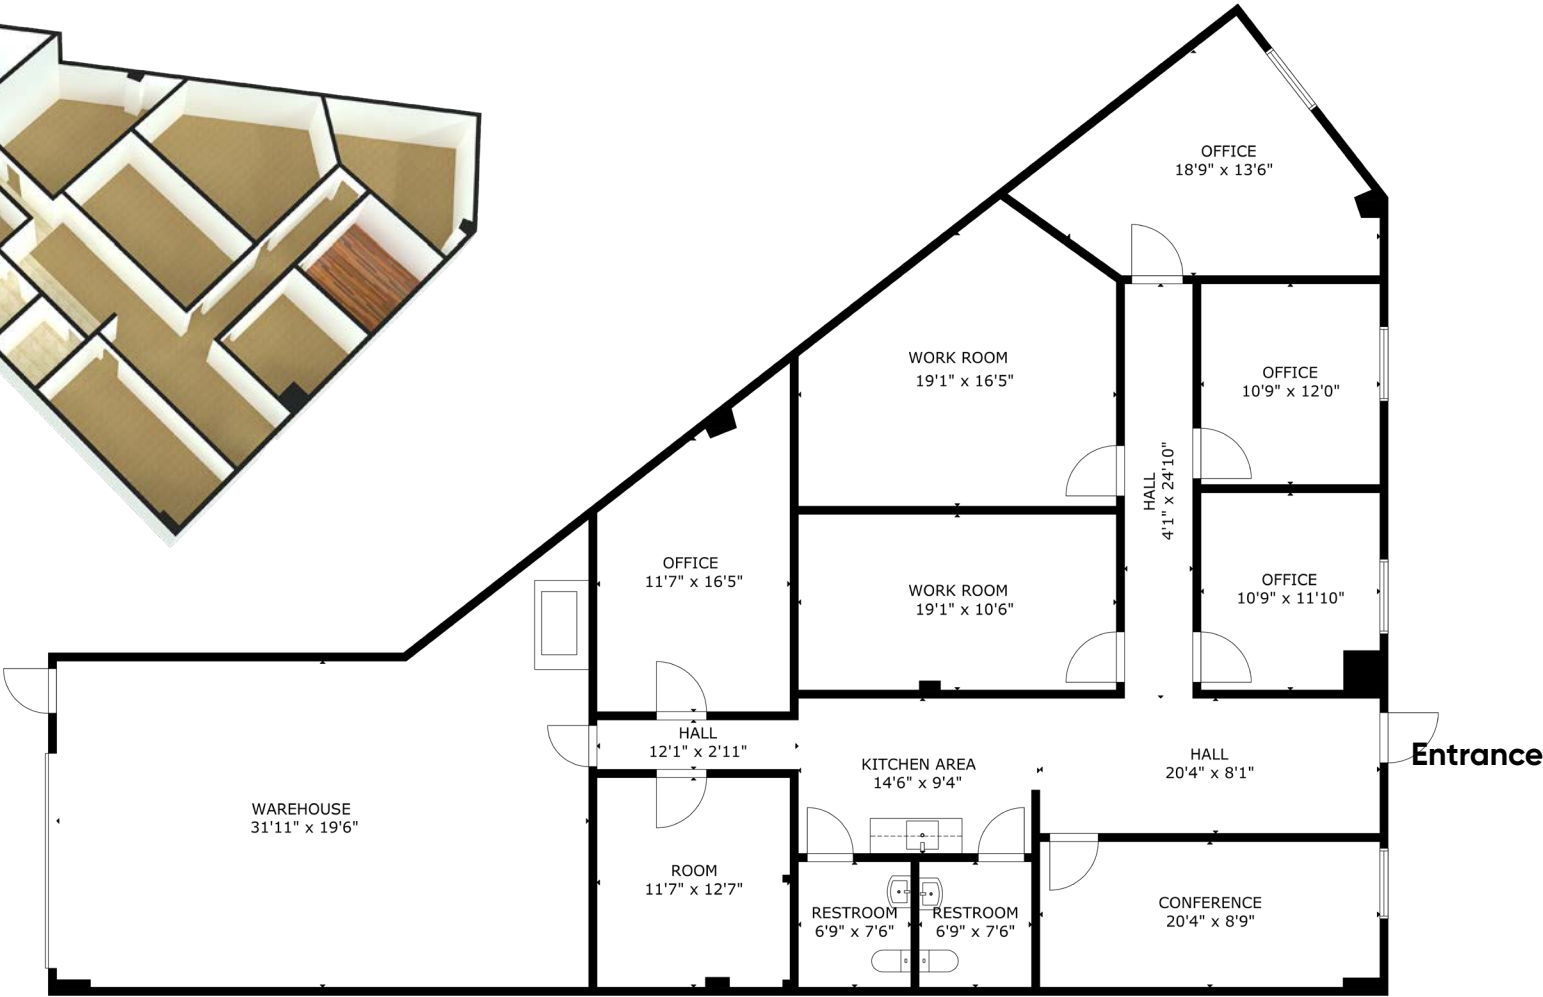 OFFICE
18'9" x 13'6"
WORK ROOM
19'1" x 16'5"
OFFICE
10'9" x 12'0"
HALL
4'1" x 24'10"
OFFICE
11'7" x 16'5"
WORK ROOM
19'1" x 10'6"
OFFICE
10'9" x 11'10"
HALL
12'1" x 2'11"
KITCHEN AREA
14'6" x 9'4"
HALL
20'4" x 8'1"
Entrance
WAREHOUSE
31'11" x 19'6"
ROOM
11'7" x 12'7"
RESTROOM
6'9" x 7'6"
RESTROOM
6'9" x 7'6"
CONFERENCE
20'4" x 8'9"